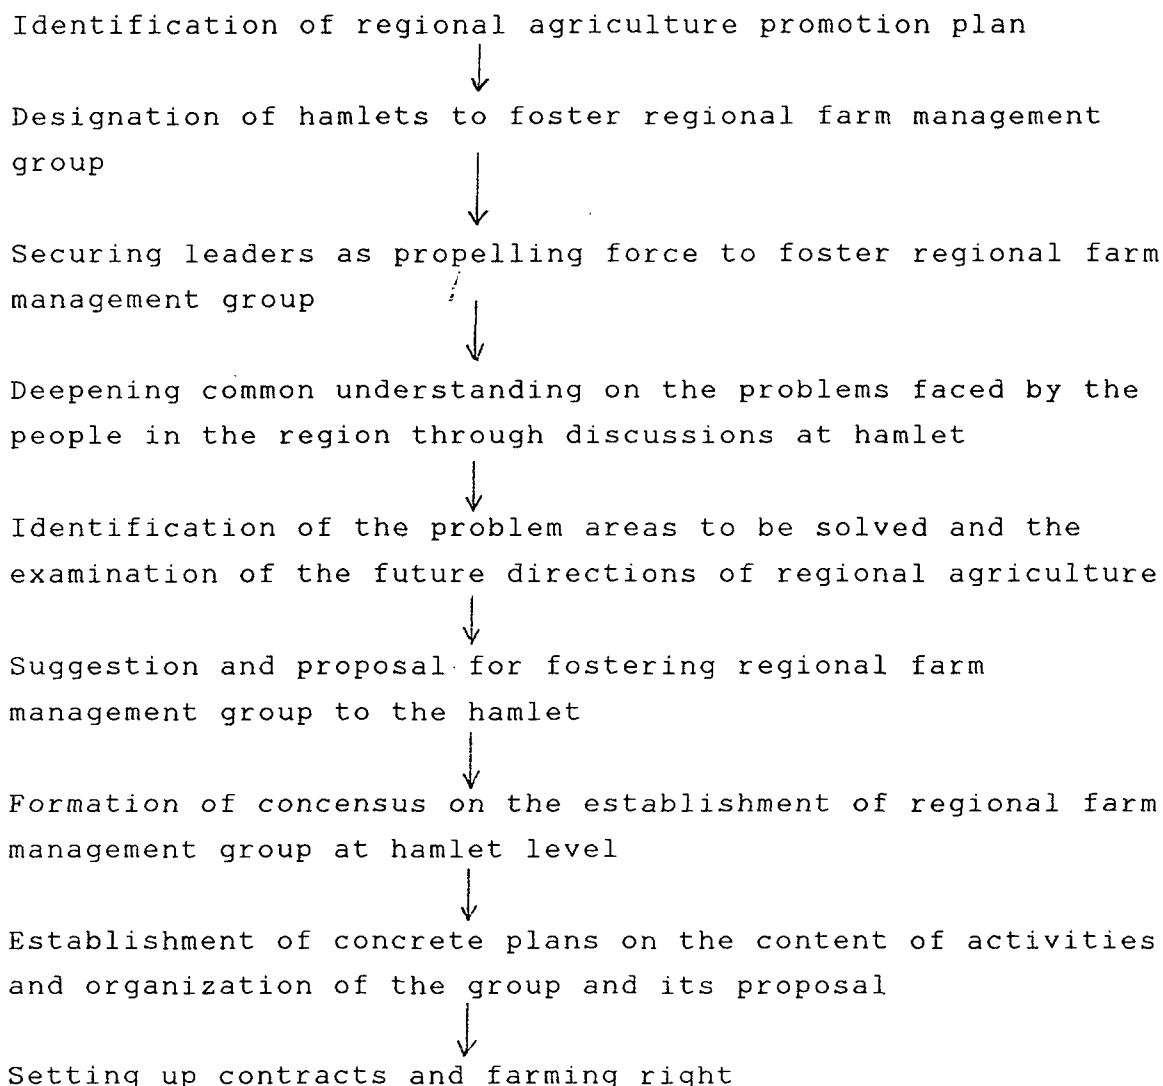 Identification of regional agriculture promotion plan
Designation of hamlets to foster regional farm management
group
Securing leaders as propelling force to foster regional farm
management group
Deepening common understanding on the problems faced by the
people in the region through discussions at hamlet
Identification of the problem areas to be solved and the
examination of the future directions of regional agriculture
Suggestion and proposal for fostering regional farm
management group to the hamlet
Formation of concensus on the establishment of regional farm
management group at hamlet level
Establishment of concrete plans on the content of activities
and organization of the group and its proposal
Setting up contracts and farming right